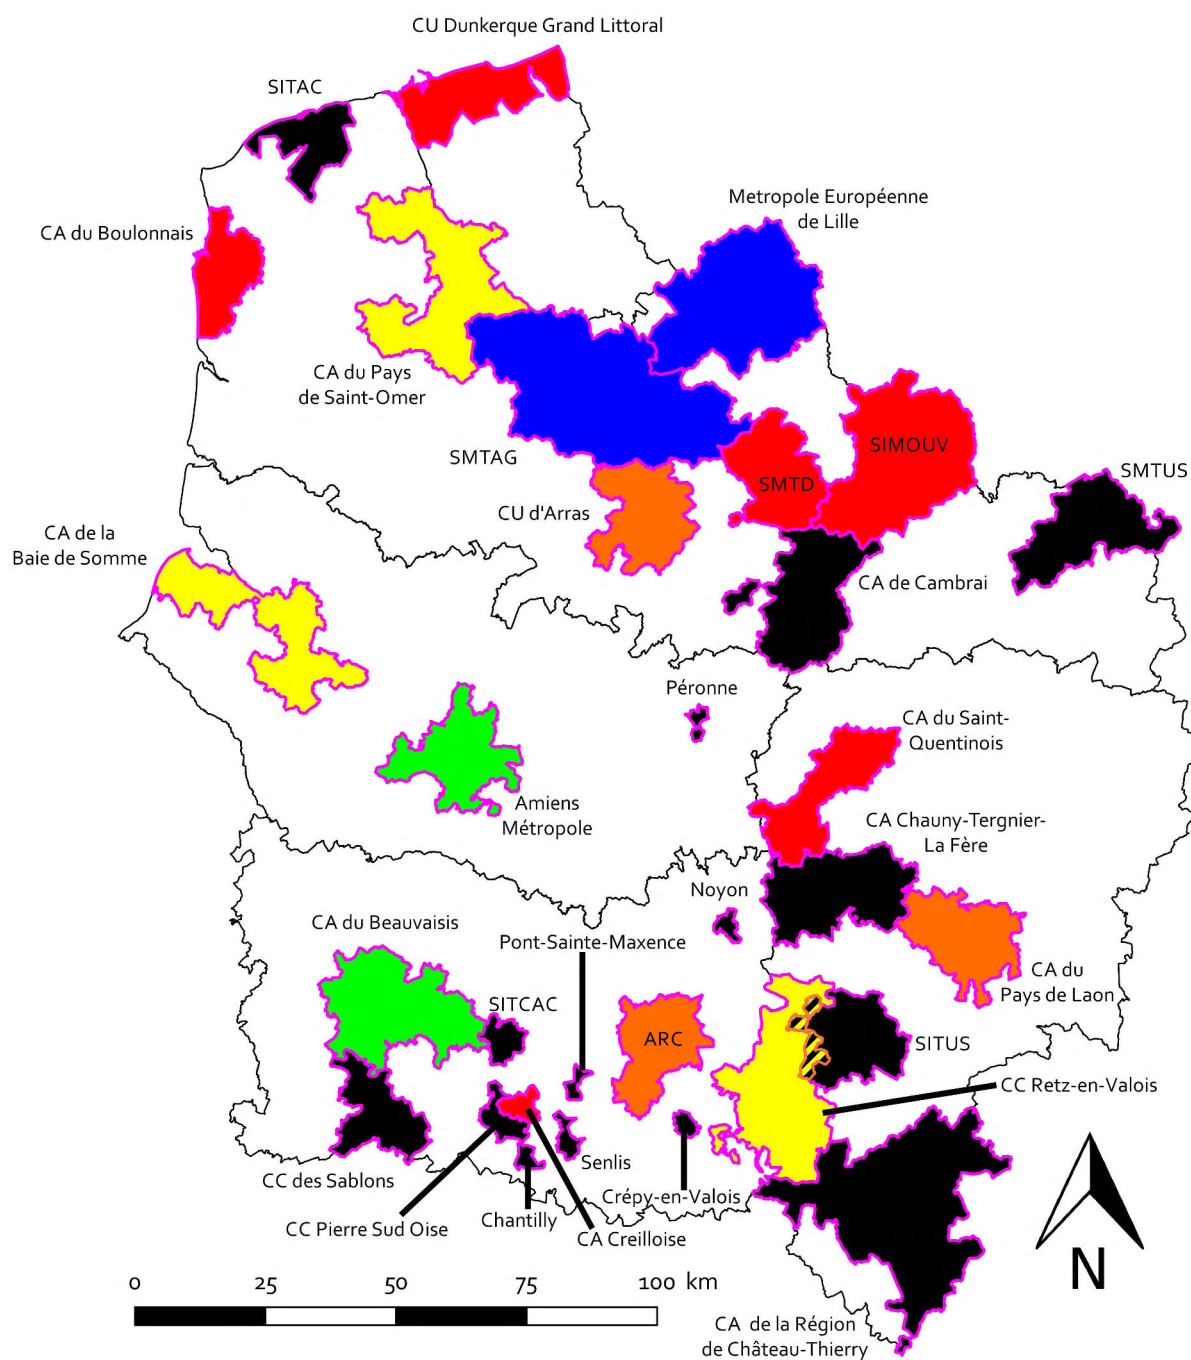 CU Dunkerque Grand Littoral
SITAC
Metropole Européenne
de Lille
CA du Boulonnais
CA du Pays
de Saint-Omer
SMTAG
SIMOUV
SMTD
SMTUS
CU d'Arras
CA de la
Baie de Somme
CA de Cambrai
Péronne
CA du Saint-
Quentinois
Amiens
Métropole
CA Chauny-Tergnier-
La Fère
Noyon
CA du Beauvaisis
Pont-Sainte-Maxence
CA du
Pays de Laon
SITCAC
ARC
SITUS
CC Retz-en-Valois
CC des Sablons
Senlis
Crépy-en-Valois
Chantilly
CC Pierre Sud Oise
CA Creilloise
N
0 25 50 75 100 km
CA de la Région
de Château-Thierry